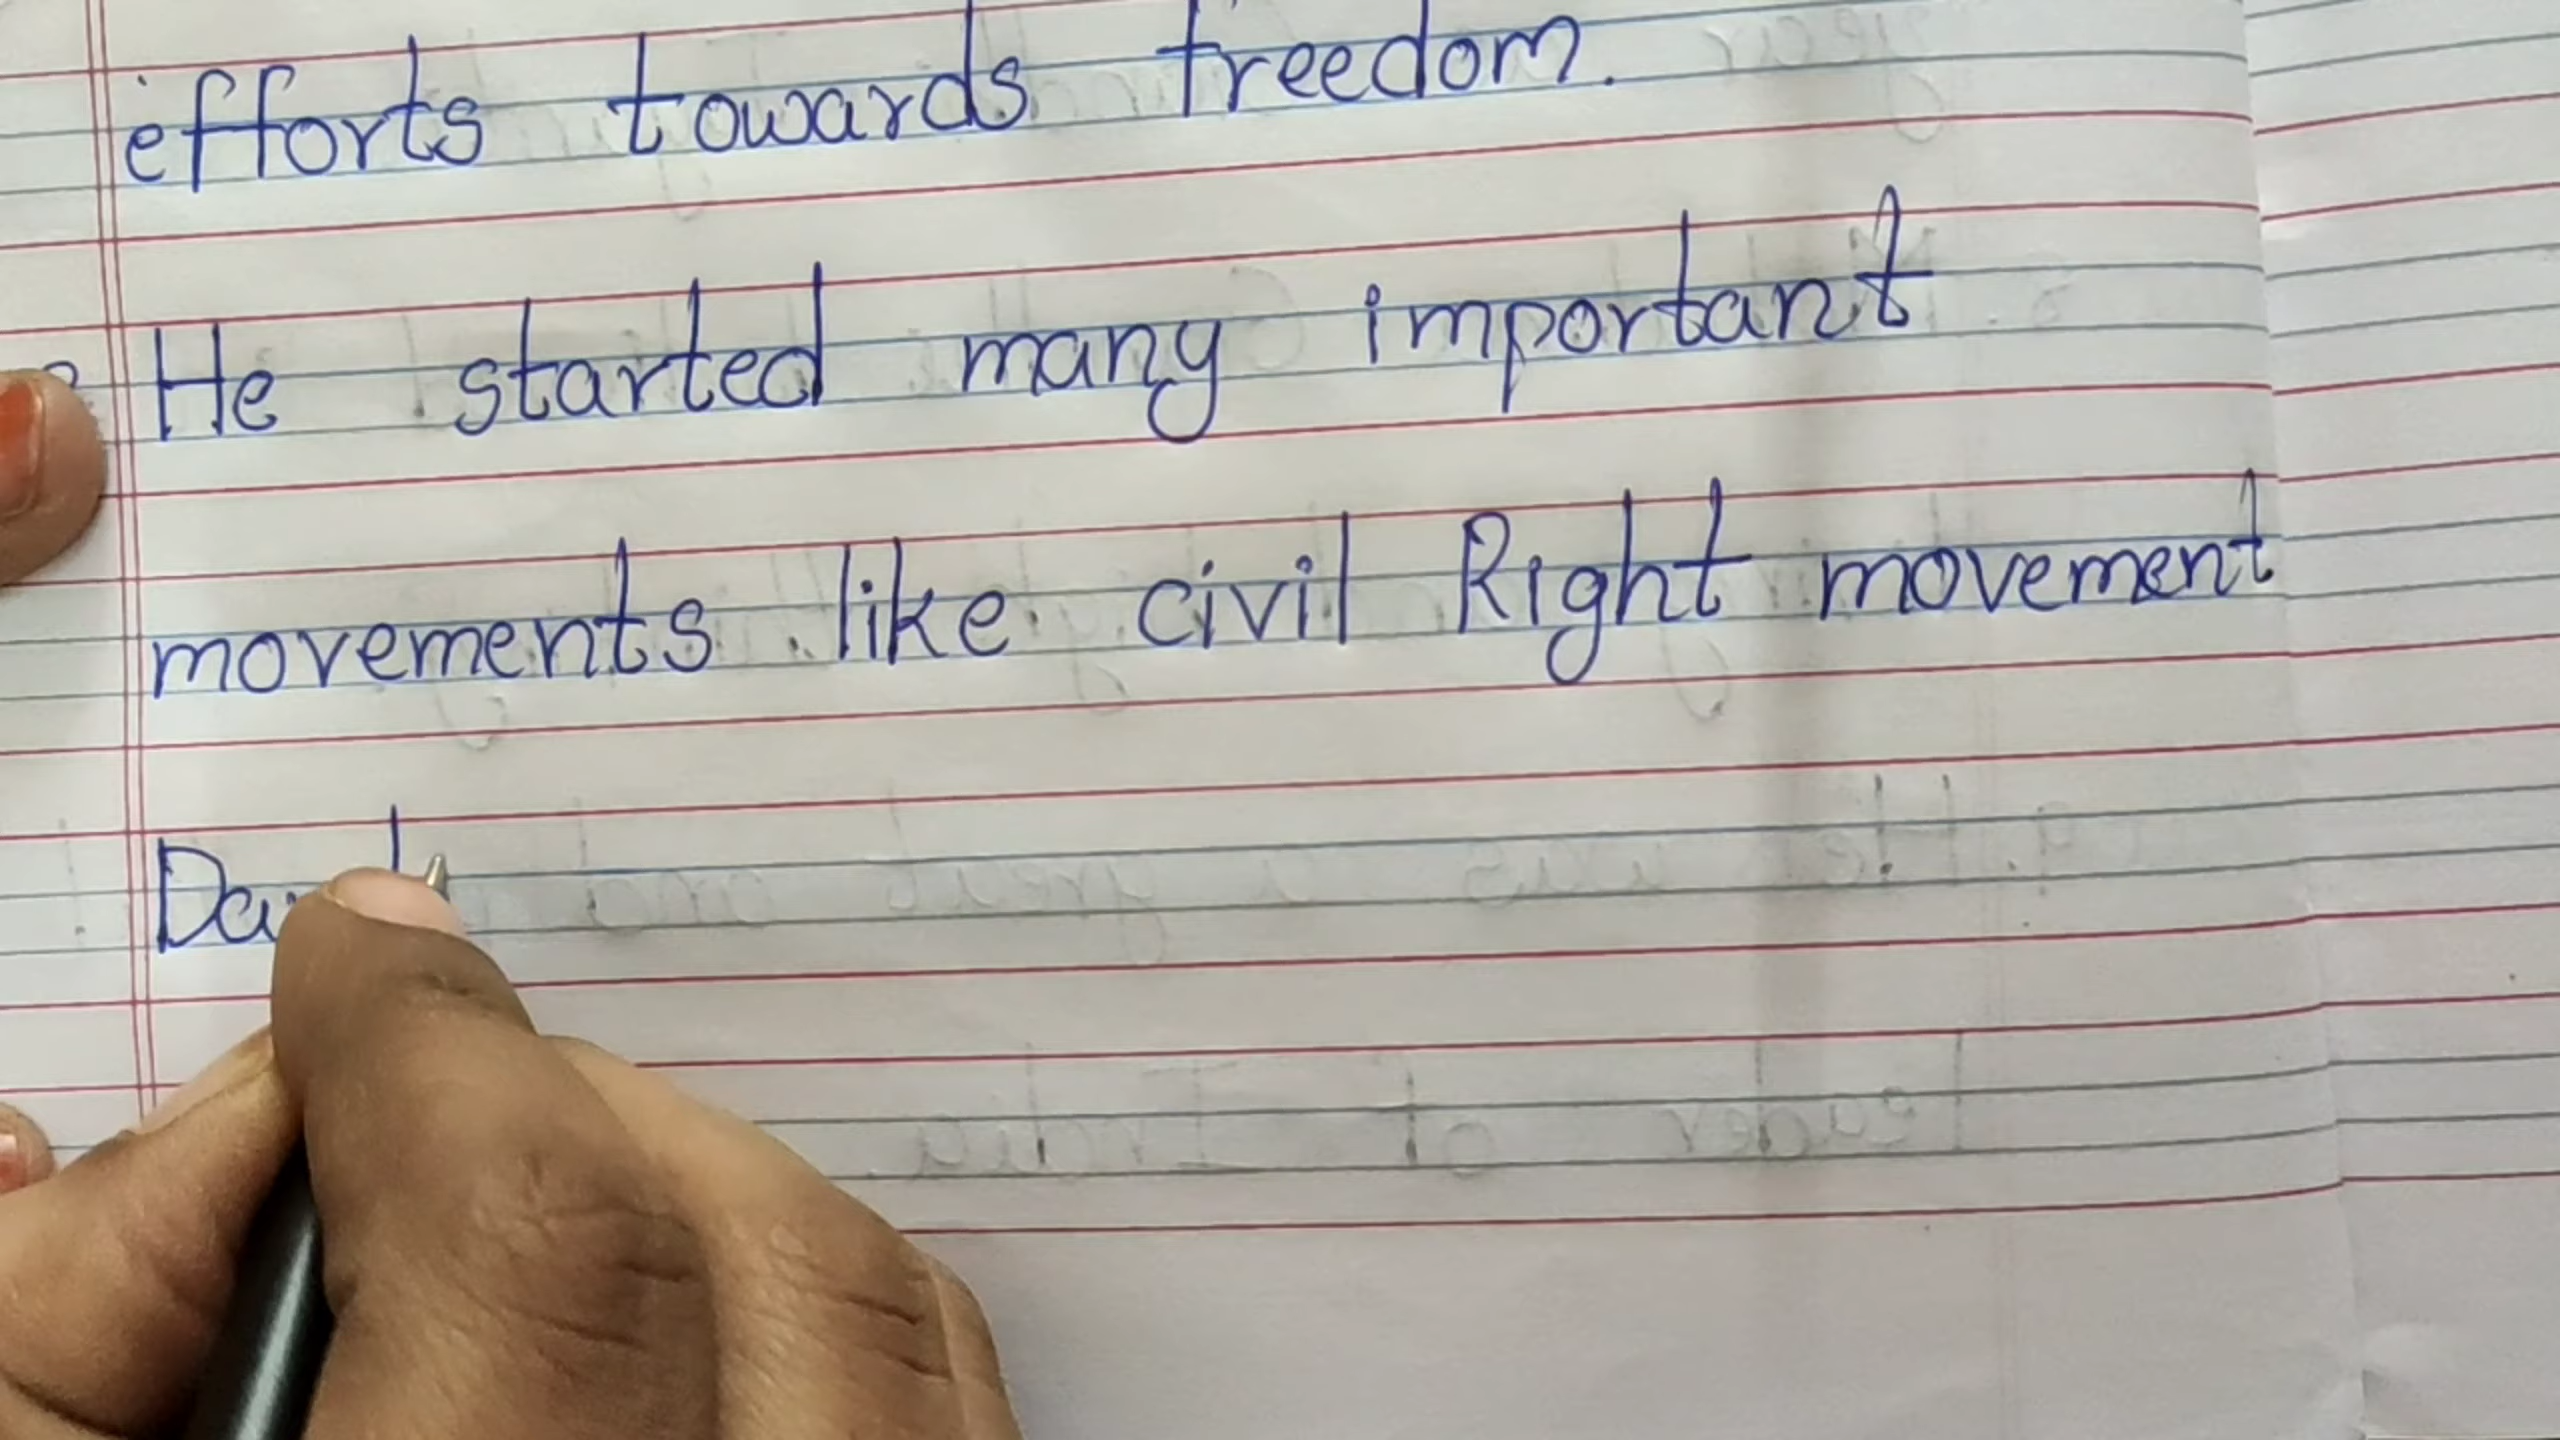 efforts towards freedom.
He started many important
movements like civil Right movement